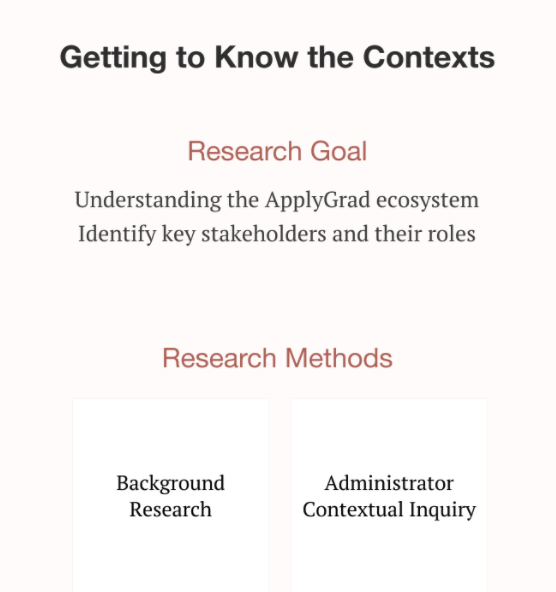 Getting to Know the Contexts
Research Goal
Understanding the ApplyGrad ecosystem
Identify key stakeholders and their roles
Research Methods
Background
Research
Administrator
Contextual Inquiry